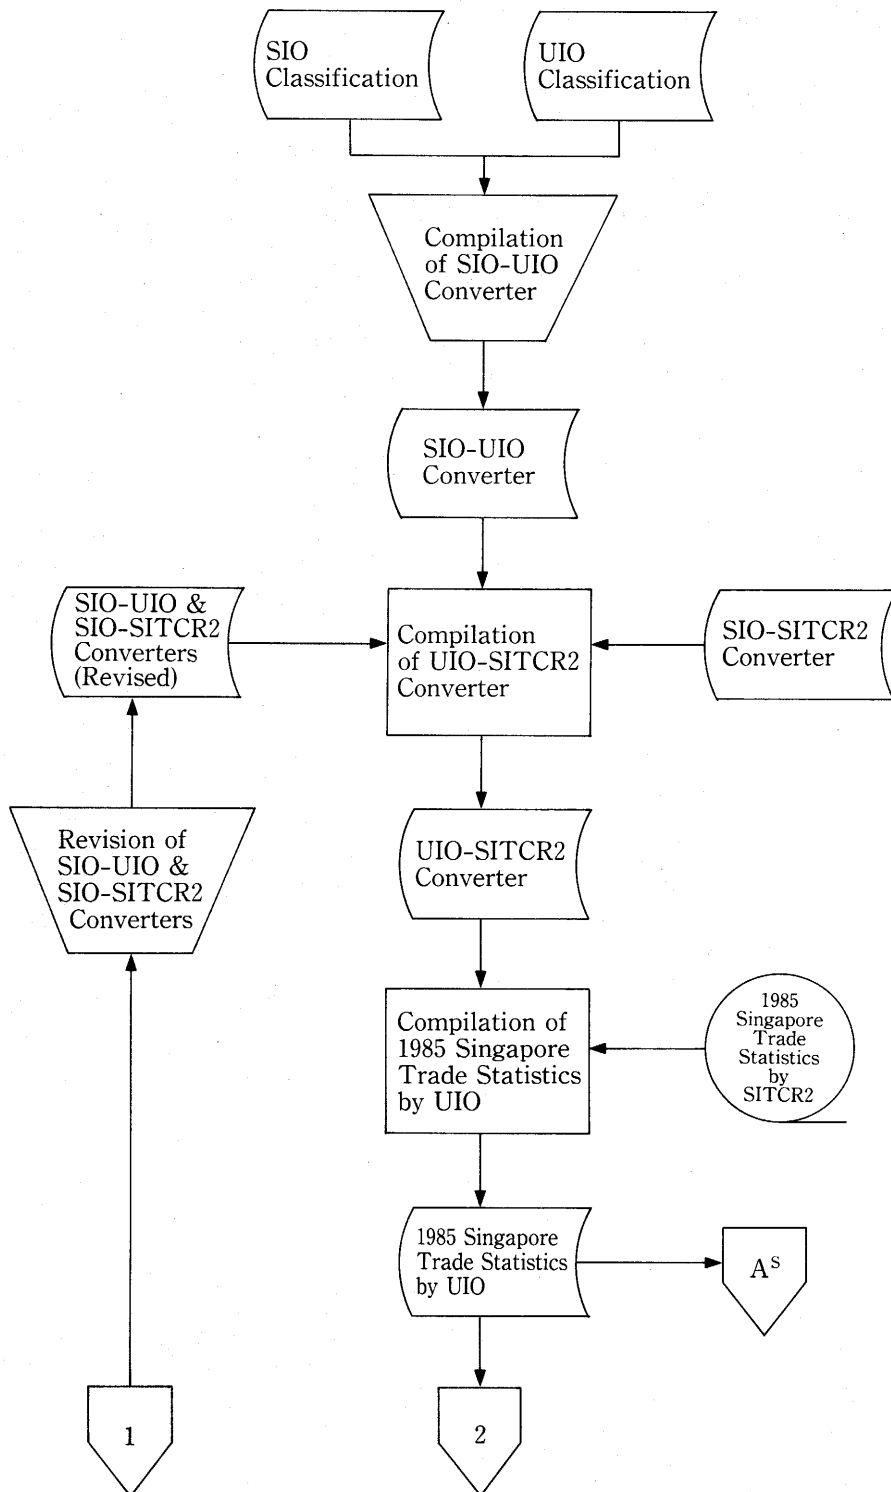 SIO
Classification
UIO
Classification
Compilation
of SIO-UIO
Converter
SIO-UIO
Converter
SIO-UIO &
SIO-SITCR2
Converters
(Revised)
Compilation
of UIO-SITCR2
Converter
SIO-SITCR2
Converter
Revision of
SIO-UIO &
SIO-SITCR2
Converters
UIO-SITCR2
Converter
Compilation of
1985 Singapore
Trade Statistics
by UIO
1985
Singapore
Trade
Statistics
by
SITCR2
1985 Singapore
Trade Statistics
by UIO
Aˢ
1
2